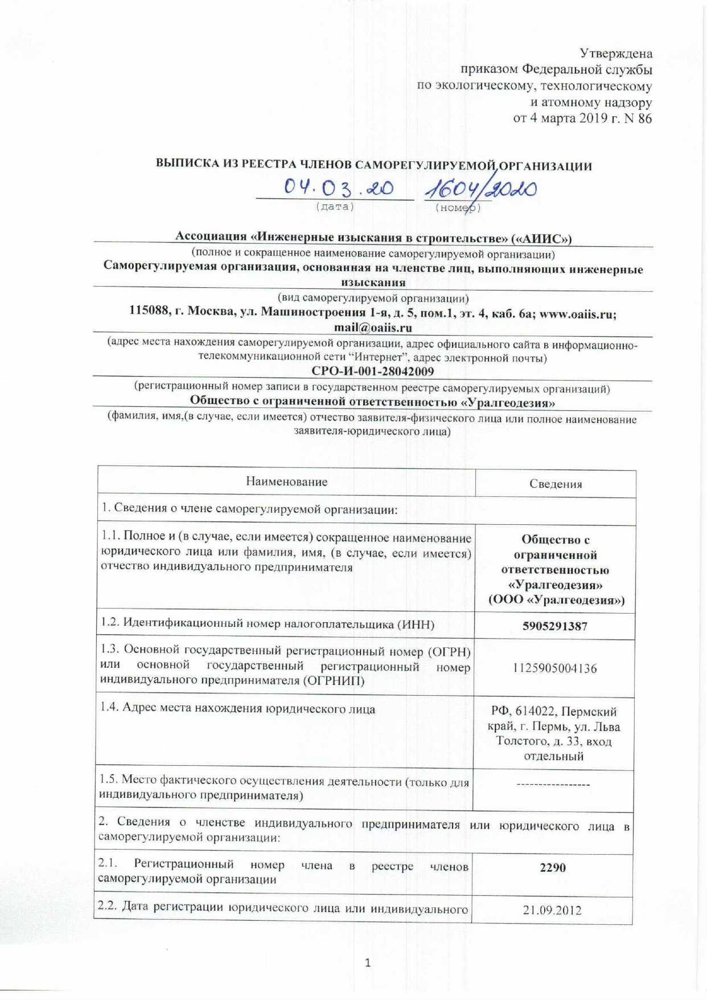 Утверждена
приказом Федеральной службы
по экологическому, технологическому
и атомному надзору
от 4 марта 2019 г. N 86
ВЫПИСКА ИЗ РЕЕСТРА ЧЛЕНОВ САМОРЕГУЛИРУЕМОЙ ОРГАНИЗАЦИИ
04.03.20 1604/2020
(дата) (номер)
Ассоциация «Инженерные изыскания в строительстве» («АИИС»)
(полное и сокращенное наименование саморегулируемой организации)
Саморегулируемая организация, основанная на членстве лиц, выполняющих инженерные
изыскания
(вид саморегулируемой организации)
115088, г. Москва, ул. Машиностроения 1-я, д. 5, пом.1, эт. 4, каб. 6а; www.oaiis.ru;
mail@oaiis.ru
(адрес места нахождения саморегулируемой организации, адрес официального сайта в информационно-
телекоммуникационной сети “Интернет”, адрес электронной почты)
СРО-И-001-28042009
(регистрационный номер записи в государственном реестре саморегулируемых организаций)
Общество с ограниченной ответственностью «Уралгеодезия»
(фамилия, имя,(в случае, если имеется) отчество заявителя-физического лица или полное наименование
заявителя-юридического лица)
Наименование Сведения
1. Сведения о члене саморегулируемой организации:
1.1. Полное и (в случае, если имеется) сокращенное наименование
юридического лица или фамилия, имя, (в случае, если имеется)
отчество индивидуального предпринимателя
Общество с
ограниченной
ответственностью
«Уралгеодезия»
(ООО «Уралгеодезия»)
1.2. Идентификационный номер налогоплательщика (ИНН) 5905291387
1.3. Основной государственный регистрационный номер (ОГРН)
или основной государственный регистрационный номер
индивидуального предпринимателя (ОГРНИП)
1125905004136
1.4. Адрес места нахождения юридического лица
РФ, 614022, Пермский
край, г. Пермь, ул. Льва
Толстого, д. 33, вход
отдельный
1.5. Место фактического осуществления деятельности (только для
индивидуального предпринимателя)
-----------------
2. Сведения о членстве индивидуального предпринимателя или юридического лица в
саморегулируемой организации:
2.1. Регистрационный номер члена в реестре членов
саморегулируемой организации
2290
2.2. Дата регистрации юридического лица или индивидуального 21.09.2012
1